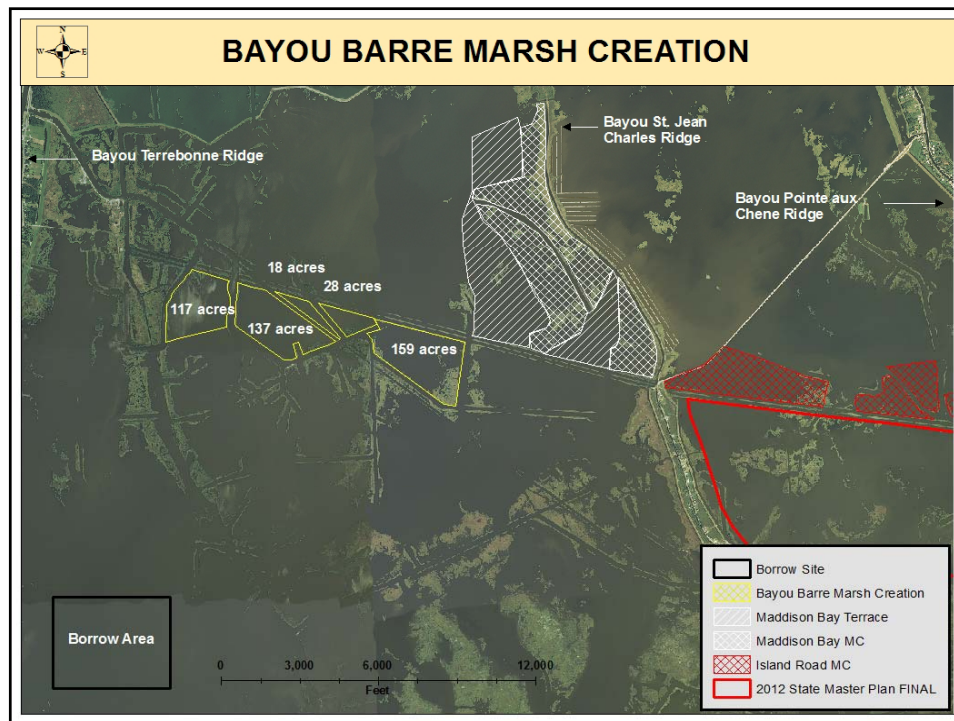 N
W E
S
BAYOU BARRE MARSH CREATION
Bayou St. Jean
Charles Ridge
Bayou Terrebonne Ridge
Bayou Pointe aux
Chene Ridge
18 acres
28 acres
117 acres
137 acres
159 acres
Borrow Area
0 3,000 6,000 12,000
Feet
Borrow Site
Bayou Barre Marsh Creation
Maddison Bay Terrace
Maddison Bay MC
Island Road MC
2012 State Master Plan FINAL